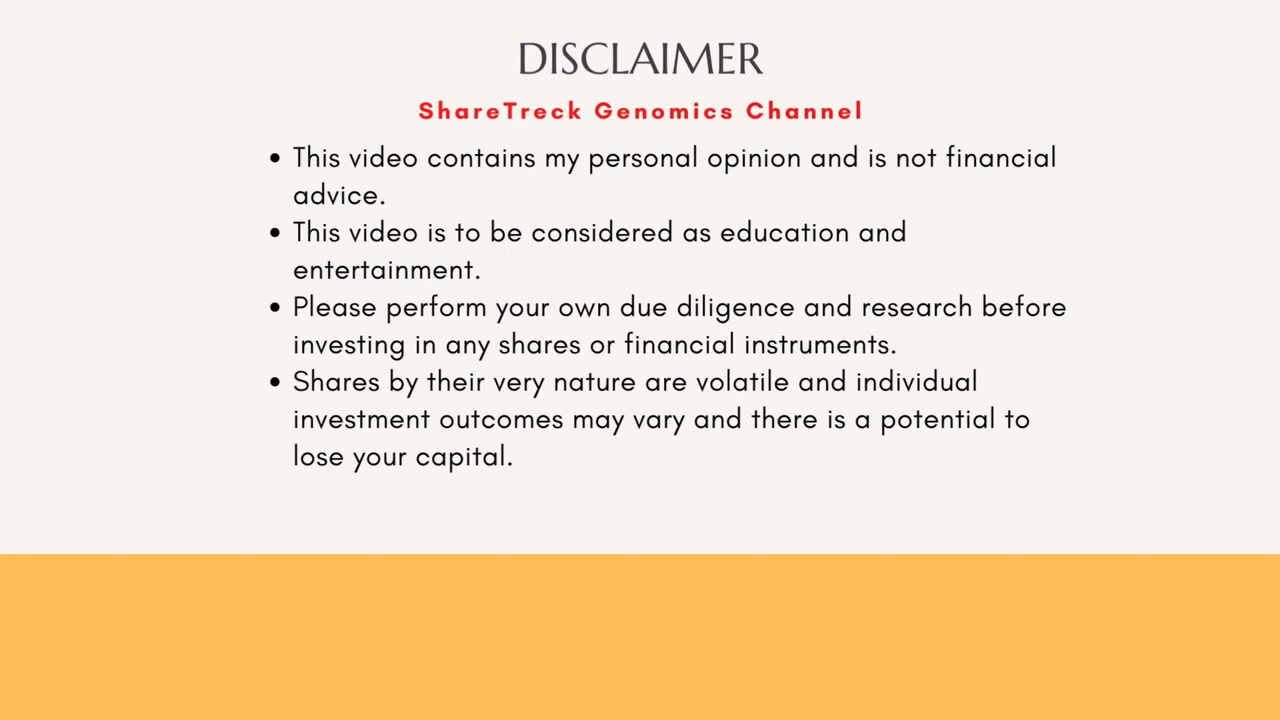 DISCLAIMER
ShareTreck Genomics Channel
• This video contains my personal opinion and is not financial
advice.
• This video is to be considered as education and
entertainment.
• Please perform your own due diligence and research before
investing in any shares or financial instruments.
• Shares by their very nature are volatile and individual
investment outcomes may vary and there is a potential to
lose your capital.